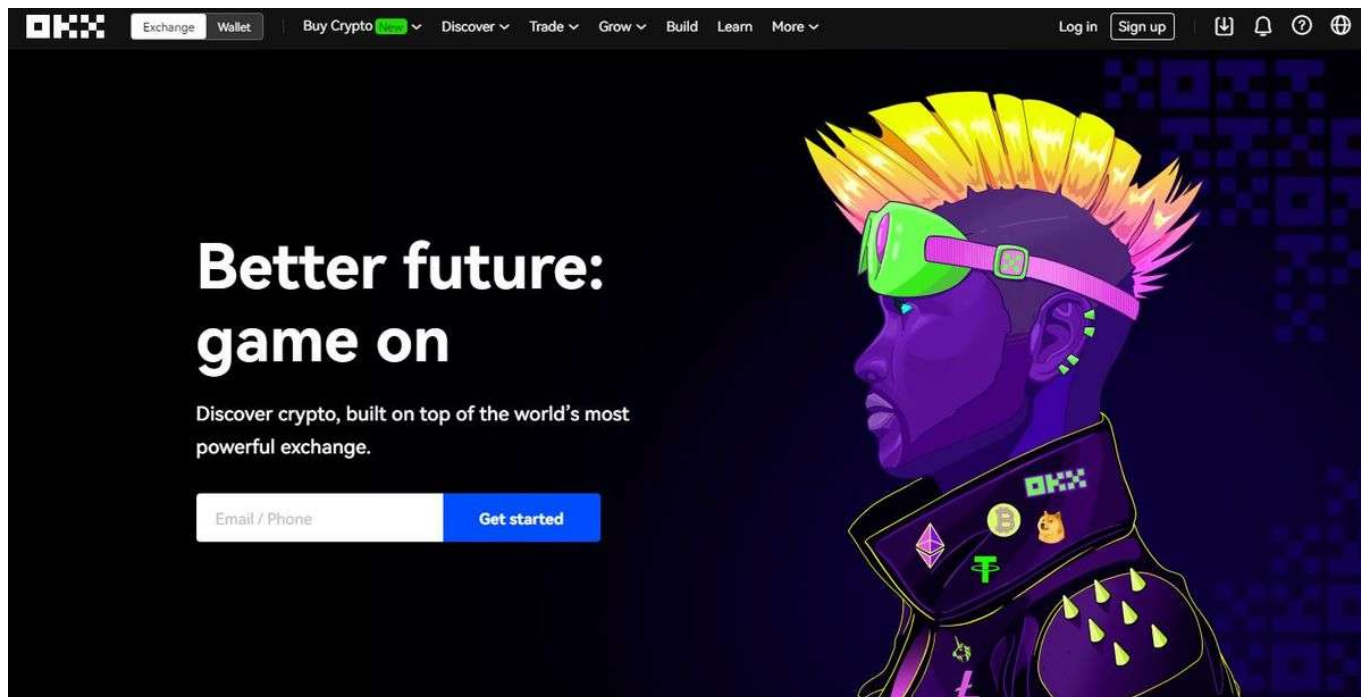 OKX
Exchange
Wallet
Buy Crypto New
Discover
Trade
Grow
Build
Learn
More
Log in
Sign up
Better future:
game on
Discover crypto, built on top of the world's most
powerful exchange.
Email / Phone
Get started
OKX